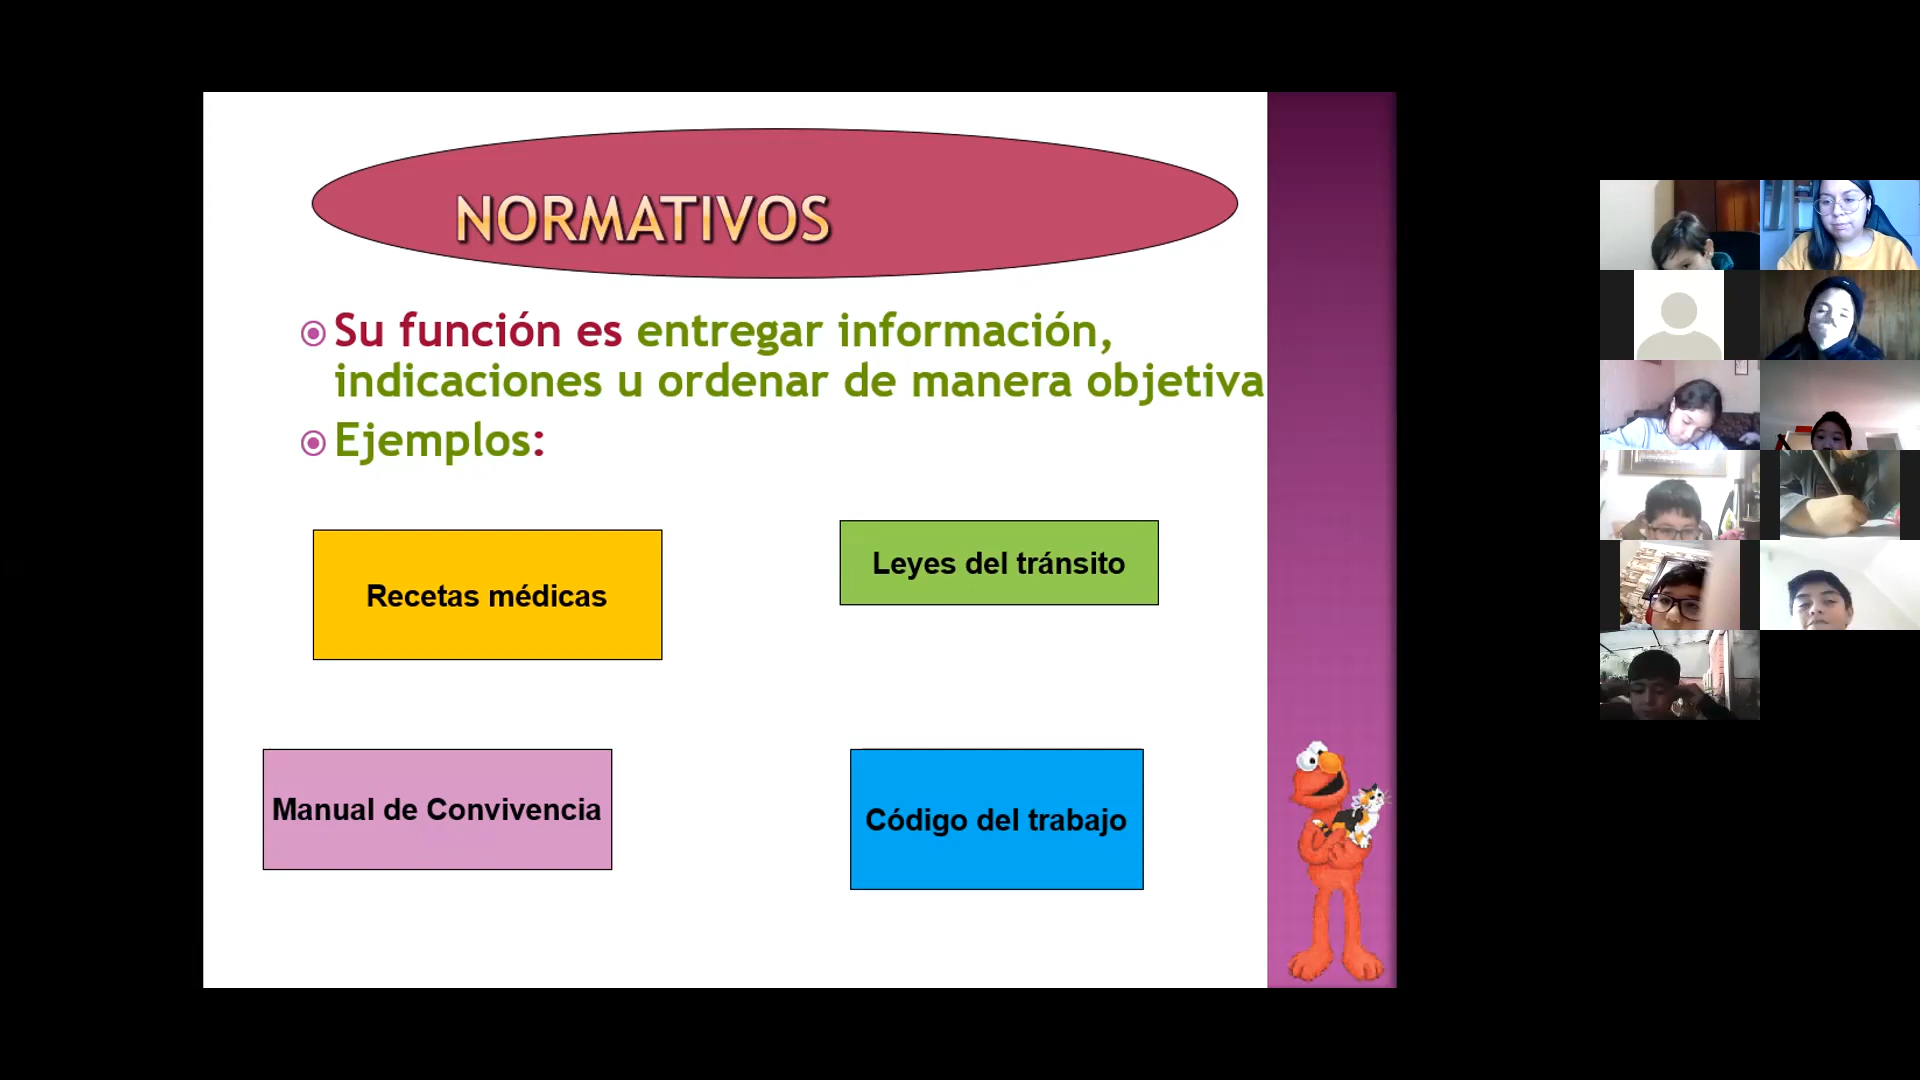 NORMATIVOS
Su función es entregar información,
indicaciones u ordenar de manera objetiva
Ejemplos:
Recetas médicas
Leyes del tránsito
Manual de Convivencia
Código del trabajo